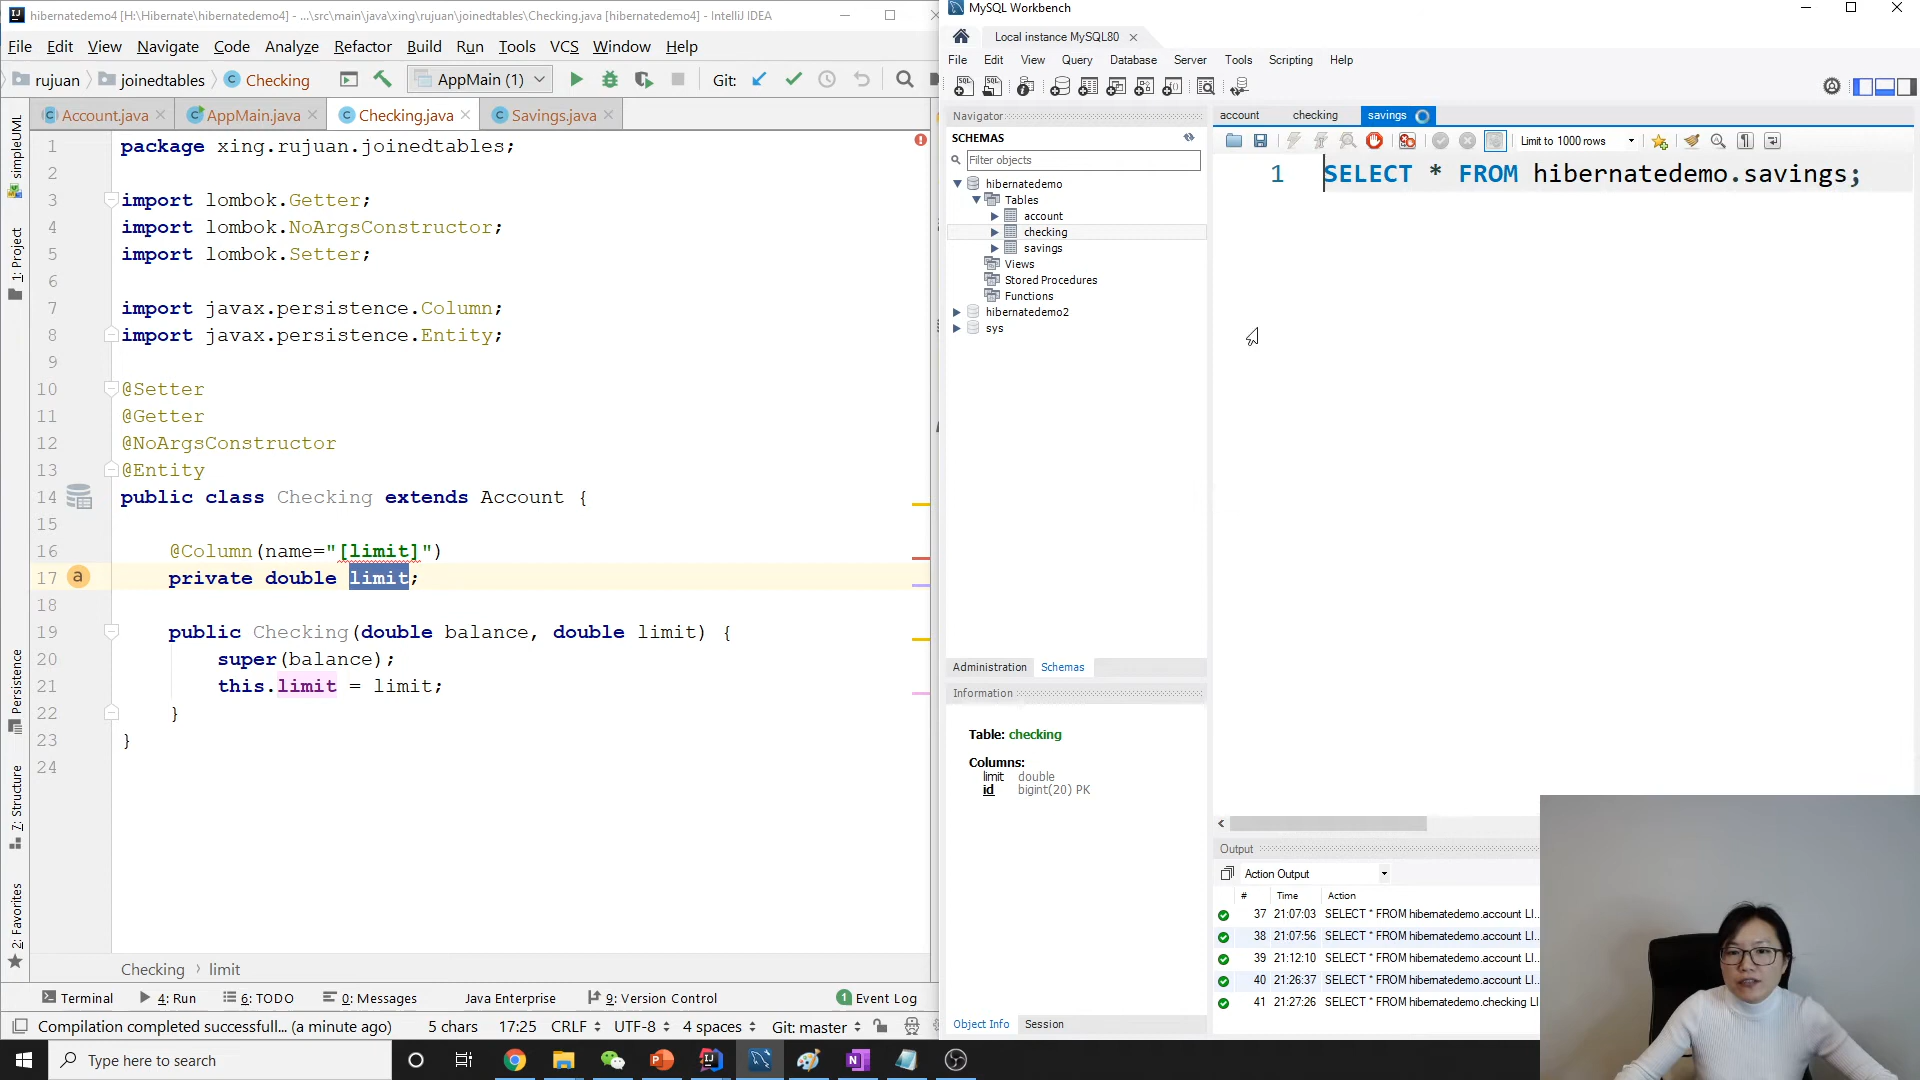 hibernatedemo4 [H:\Hibernate\hibernatedemo4] - ...\src\main\java\xing\rujuan\joinedtables\Checking.java [hibernatedemo4] - IntelliJ IDEA
File Edit View Navigate Code Analyze Refactor Build Run Tools VCS Window Help
rujuan joinedtables Checking AppMain (1) Git:
Account.java AppMain.java Checking.java Savings.java
1 package xing.rujuan.joinedtables;
2
3 import lombok.Getter;
4 import lombok.NoArgsConstructor;
5 import lombok.Setter;
6
7 import javax.persistence.Column;
8 import javax.persistence.Entity;
9
10 @Setter
11 @Getter
12 @NoArgsConstructor
13 @Entity
14 public class Checking extends Account {
15
16 @Column(name="[limit]")
17 private double limit;
18
19 public Checking(double balance, double limit) {
20 super(balance);
21 this.limit = limit;
22 }
23 }
24
simpleUML
1: Project
Persistence
7: Structure
2: Favorites
Checking › limit
Terminal 4: Run 6: TODO 0: Messages Java Enterprise 9: Version Control 1 Event Log
Compilation completed successfull... (a minute ago) 5 chars 17:25 CRLF UTF-8 4 spaces Git: master
MySQL Workbench
Local instance MySQL80
File Edit View Query Database Server Tools Scripting Help
Navigator
SCHEMAS
Filter objects
hibernatedemo
Tables
account
checking
savings
Views
Stored Procedures
Functions
hibernatedemo2
sys
Administration Schemas
Information
Table: checking
Columns:
limit double
id bigint(20) PK
Object Info Session
account checking savings
Limit to 1000 rows
1 SELECT * FROM hibernatedemo.savings;
Output
Action Output
# Time Action
37 21:07:03 SELECT * FROM hibernatedemo.account LI...
38 21:07:56 SELECT * FROM hibernatedemo.account LI...
39 21:12:10 SELECT * FROM hibernatedemo.account LI...
40 21:26:37 SELECT * FROM hibernatedemo.account LI...
41 21:27:26 SELECT * FROM hibernatedemo.checking LI
Type here to search